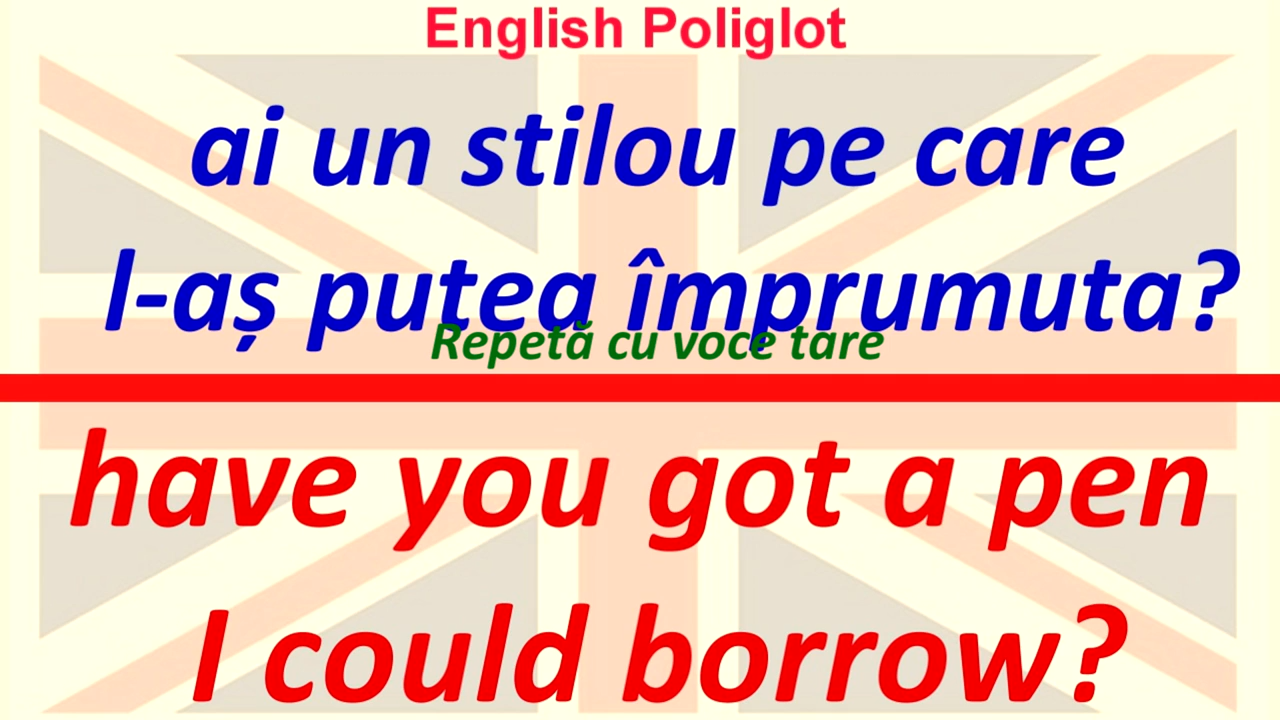 English Poliglot
ai un stilou pe care
l-aș putea împrumuta?
Repetă cu voce tare
have you got a pen
I could borrow?